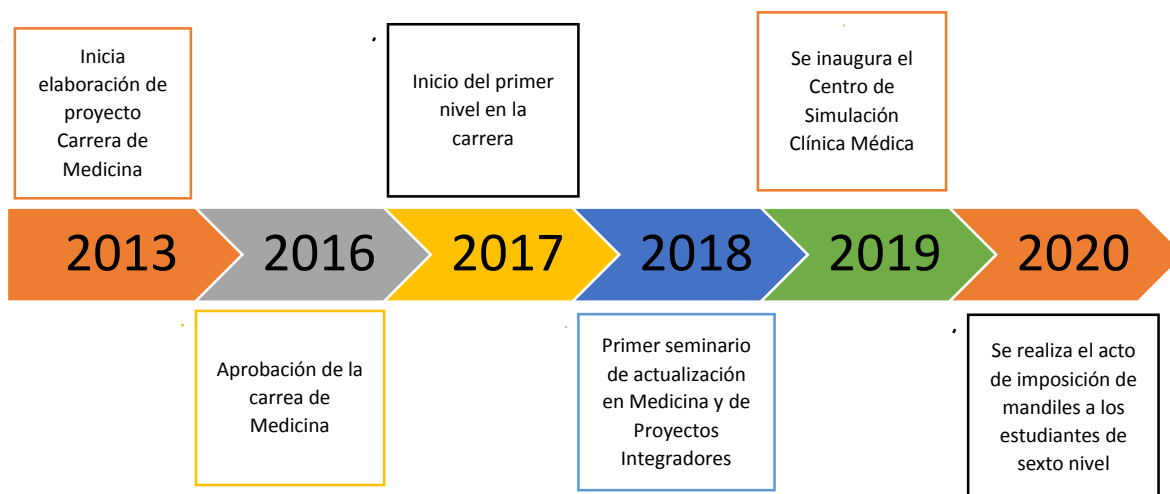 Inicia
elaboración de
proyecto
Carrera de
Medicina
Inicio del primer
nivel en la
carrera
Se inaugura el
Centro de
Simulación
Clínica Médica
2013
2016
2017
2018
2019
2020
Aprobación de la
carrea de
Medicina
Primer seminario
de actualización
en Medicina y de
Proyectos
Integradores
Se realiza el acto
de imposición de
mandiles a los
estudiantes de
sexto nivel